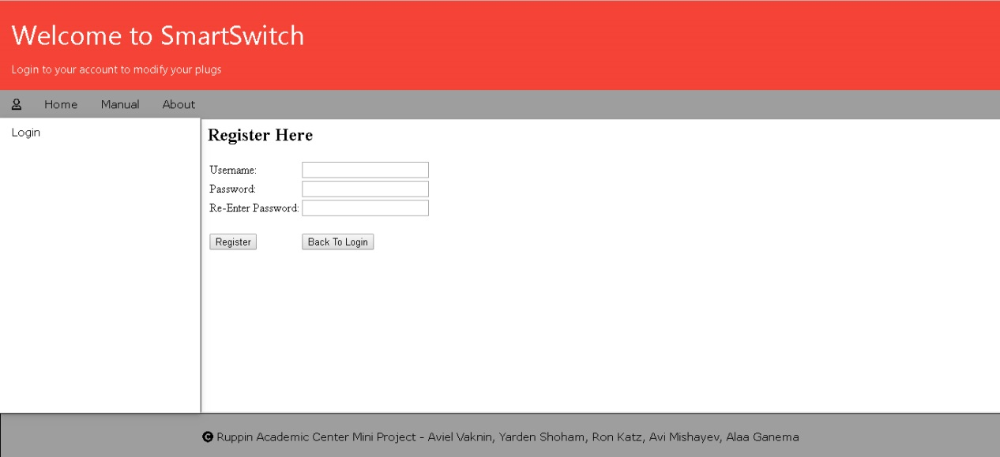 Welcome to SmartSwitch
Login to your account to modify your plugs
Home Manual About
Login
Register Here
Username:
Password:
Re-Enter Password:
Register Back To Login
Ruppin Academic Center Mini Project - Aviel Vaknin, Yarden Shoham, Ron Katz, Avi Mishayev, Alaa Ganema